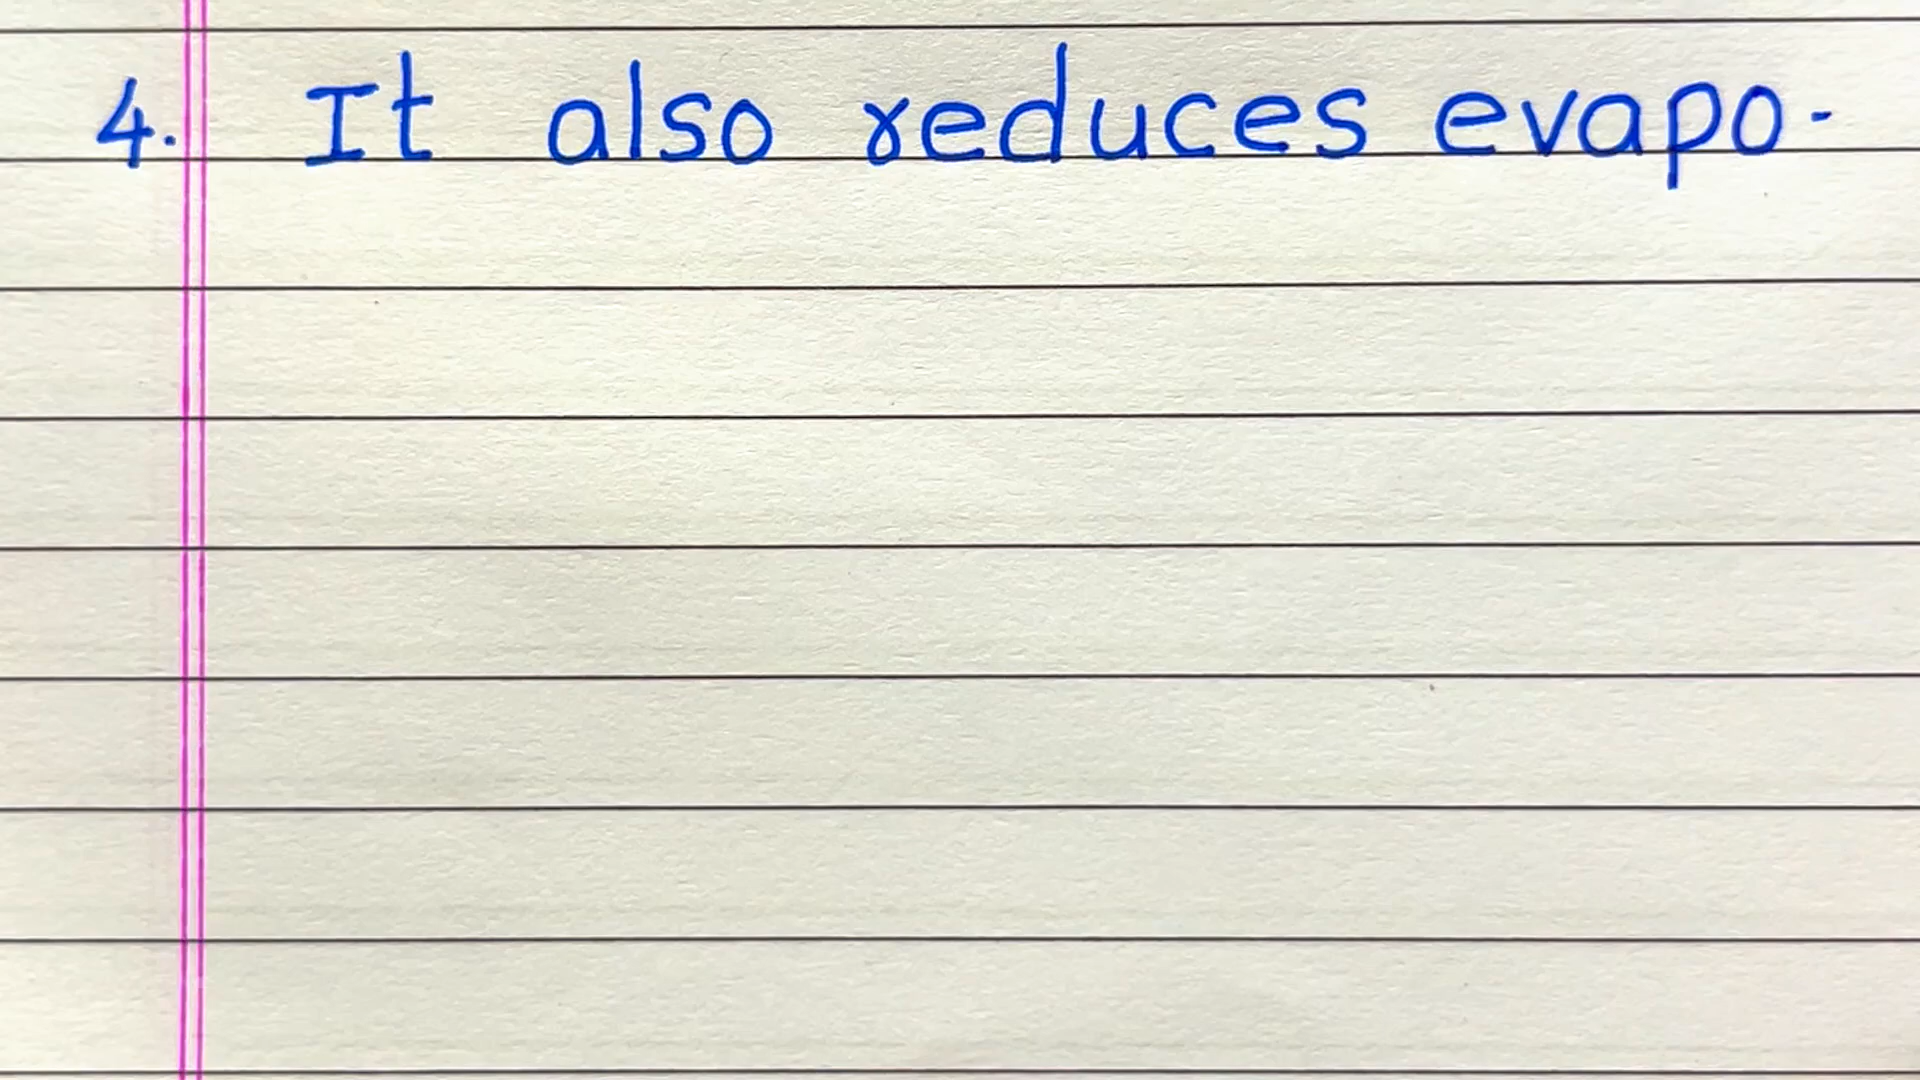 4. It also reduces evapo-